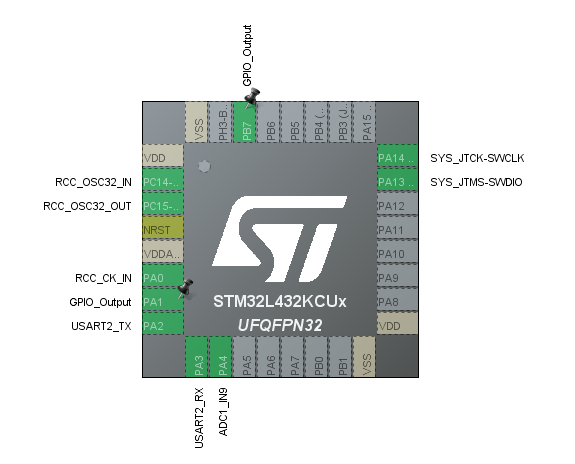 GPIO_Output
VSS
PH3-B...
PB7
PB6
PB5
PB4 (...
PB3 (J...
PA15 ...
VDD
RCC_OSC32_IN PC14-...
RCC_OSC32_OUT PC15-...
NRST
VDDA...
RCC_CK_IN PA0
GPIO_Output PA1
USART2_TX PA2
PA14 ... SYS_JTCK-SWCLK
PA13 ... SYS_JTMS-SWDIO
PA12
PA11
PA10
PA9
PA8
VDD
ST
STM32L432KCUx
UFQFPN32
PA3
PA4
PA5
PA6
PA7
PB0
PB1
VSS
USART2_RX
ADC1_IN9